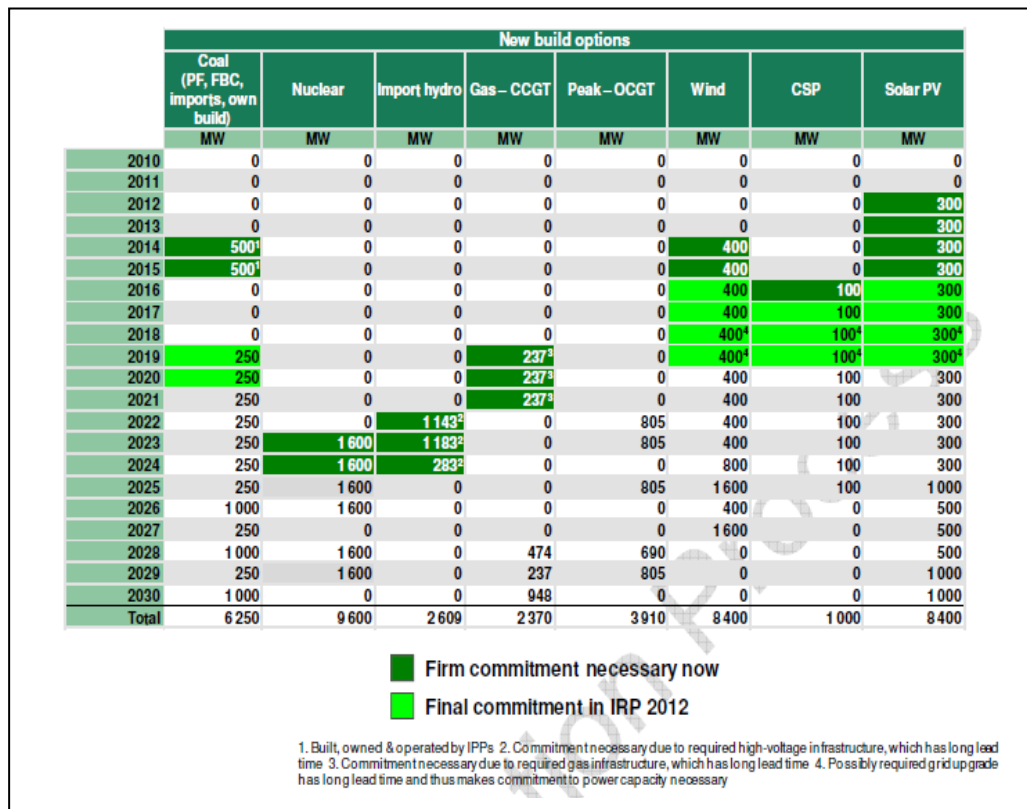 New build options
Coal (PF, FBC, imports, own build) Nuclear Import hydro Gas – CCGT Peak – OCGT Wind CSP Solar PV
MW MW MW MW MW MW MW MW
2010 0 0 0 0 0 0 0 0
2011 0 0 0 0 0 0 0 0
2012 0 0 0 0 0 0 0 300
2013 0 0 0 0 0 0 0 300
2014 500¹ 0 0 0 0 400 0 300
2015 500¹ 0 0 0 0 400 0 300
2016 0 0 0 0 0 400 100 300
2017 0 0 0 0 0 400 100 300
2018 0 0 0 0 0 400⁴ 100⁴ 300⁴
2019 250 0 0 237³ 0 400⁴ 100⁴ 300⁴
2020 250 0 0 237³ 0 400 100 300
2021 250 0 0 237³ 0 400 100 300
2022 250 0 1 143² 0 805 400 100 300
2023 250 1 600 1 183² 0 805 400 100 300
2024 250 1 600 283² 0 0 800 100 300
2025 250 1 600 0 0 805 1 600 100 1 000
2026 1 000 1 600 0 0 0 400 0 500
2027 250 0 0 0 0 1 600 0 500
2028 1 000 1 600 0 474 690 0 0 500
2029 250 1 600 0 237 805 0 0 1 000
2030 1 000 0 0 948 0 0 0 1 000
Total 6 250 9 600 2 609 2 370 3 910 8 400 1 000 8 400
Firm commitment necessary now
Final commitment in IRP 2012
1. Built, owned & operated by IPPs 2. Commitment necessary due to required high-voltage infrastructure, which has long lead
time 3. Commitment necessary due to required gas infrastructure, which has long lead time 4. Possibly required grid upgrade
has long lead time and thus makes commitment to power capacity necessary